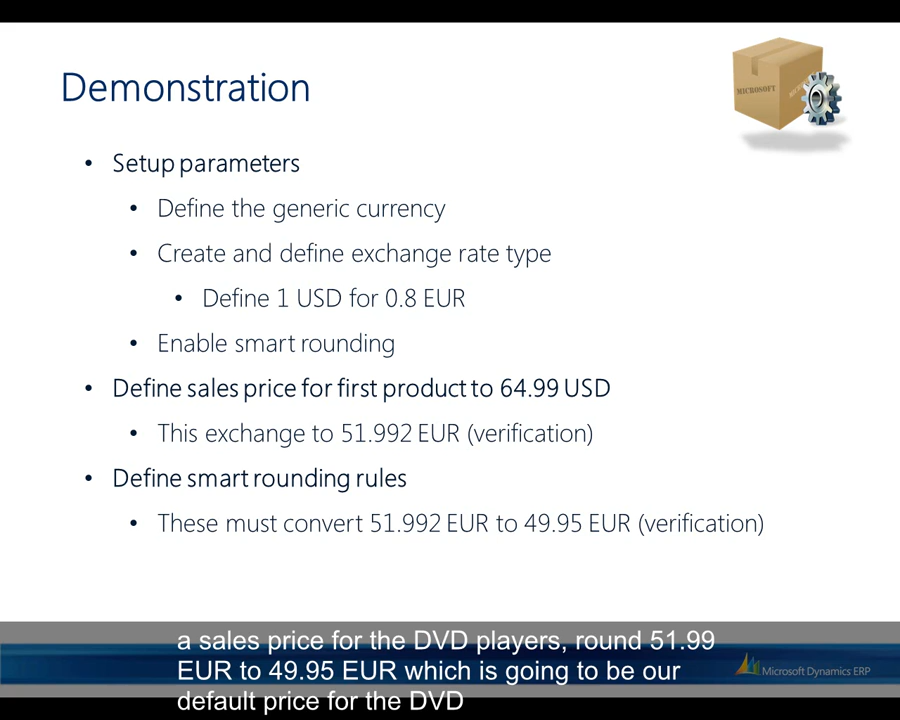 Demonstration
MICROSOFT
• Setup parameters
• Define the generic currency
• Create and define exchange rate type
• Define 1 USD for 0.8 EUR
• Enable smart rounding
• Define sales price for first product to 64.99 USD
• This exchange to 51.992 EUR (verification)
• Define smart rounding rules
• These must convert 51.992 EUR to 49.95 EUR (verification)
a sales price for the DVD players, round 51.99
EUR to 49.95 EUR which is going to be our
default price for the DVD
Microsoft Dynamics ERP